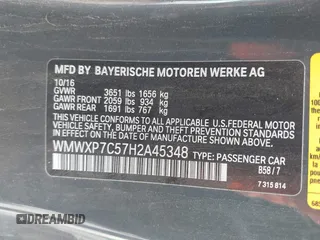 MFD. BY BAYERISCHE MOTOREN WERKE AG
10/16
GVWR 3651 lbs 1656 kg
GAWR FRONT 2059 lbs 934 kg
GAWR REAR 1691 lbs 767 kg
THIS VEHICLE CONFORMS TO ALL APPLICABLE U.S. FEDERAL MOTOR
VEHICLE SAFETY, BUMPER, AND THEFT PREVENTION STANDARDS
IN EFFECT ON THE DATE OF MANUFACTURE SHOWN ABOVE.
WMWXP7C57H2A45348 TYPE: PASSENGER CAR
B58/7
7 315 814
DREAMBID